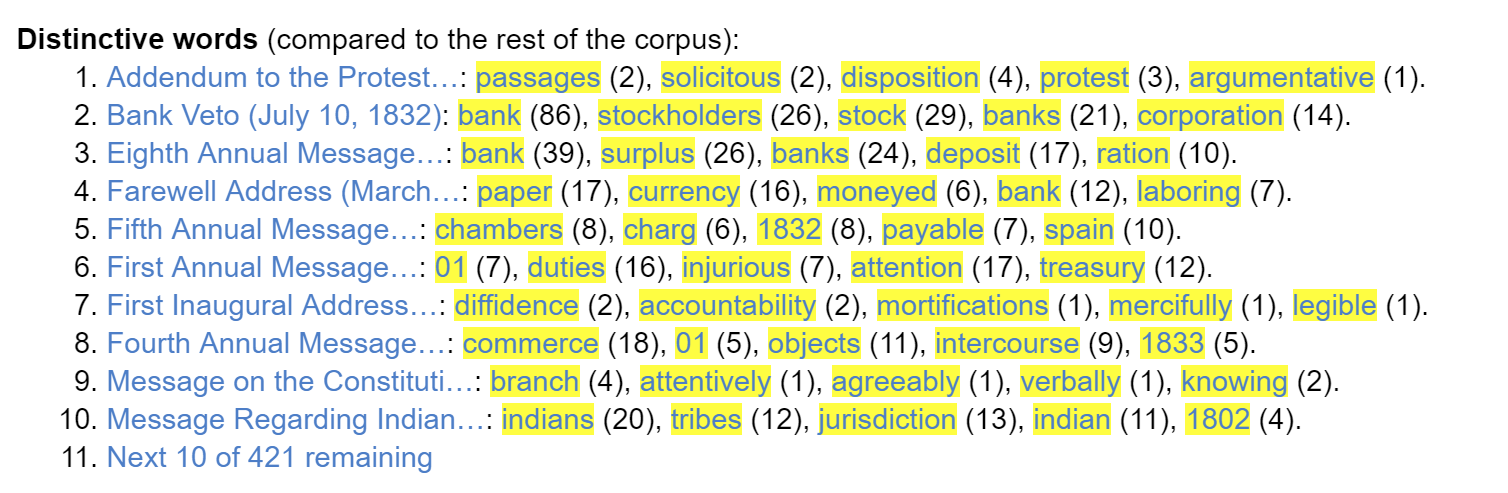 Distinctive words (compared to the rest of the corpus):
1. Addendum to the Protest…: passages (2), solicitous (2), disposition (4), protest (3), argumentative (1).
2. Bank Veto (July 10, 1832): bank (86), stockholders (26), stock (29), banks (21), corporation (14).
3. Eighth Annual Message…: bank (39), surplus (26), banks (24), deposit (17), ration (10).
4. Farewell Address (March…: paper (17), currency (16), moneyed (6), bank (12), laboring (7).
5. Fifth Annual Message…: chambers (8), charg (6), 1832 (8), payable (7), spain (10).
6. First Annual Message…: 01 (7), duties (16), injurious (7), attention (17), treasury (12).
7. First Inaugural Address…: diffidence (2), accountability (2), mortifications (1), mercifully (1), legible (1).
8. Fourth Annual Message…: commerce (18), 01 (5), objects (11), intercourse (9), 1833 (5).
9. Message on the Constituti…: branch (4), attentively (1), agreeably (1), verbally (1), knowing (2).
10. Message Regarding Indian…: indians (20), tribes (12), jurisdiction (13), indian (11), 1802 (4).
11. Next 10 of 421 remaining